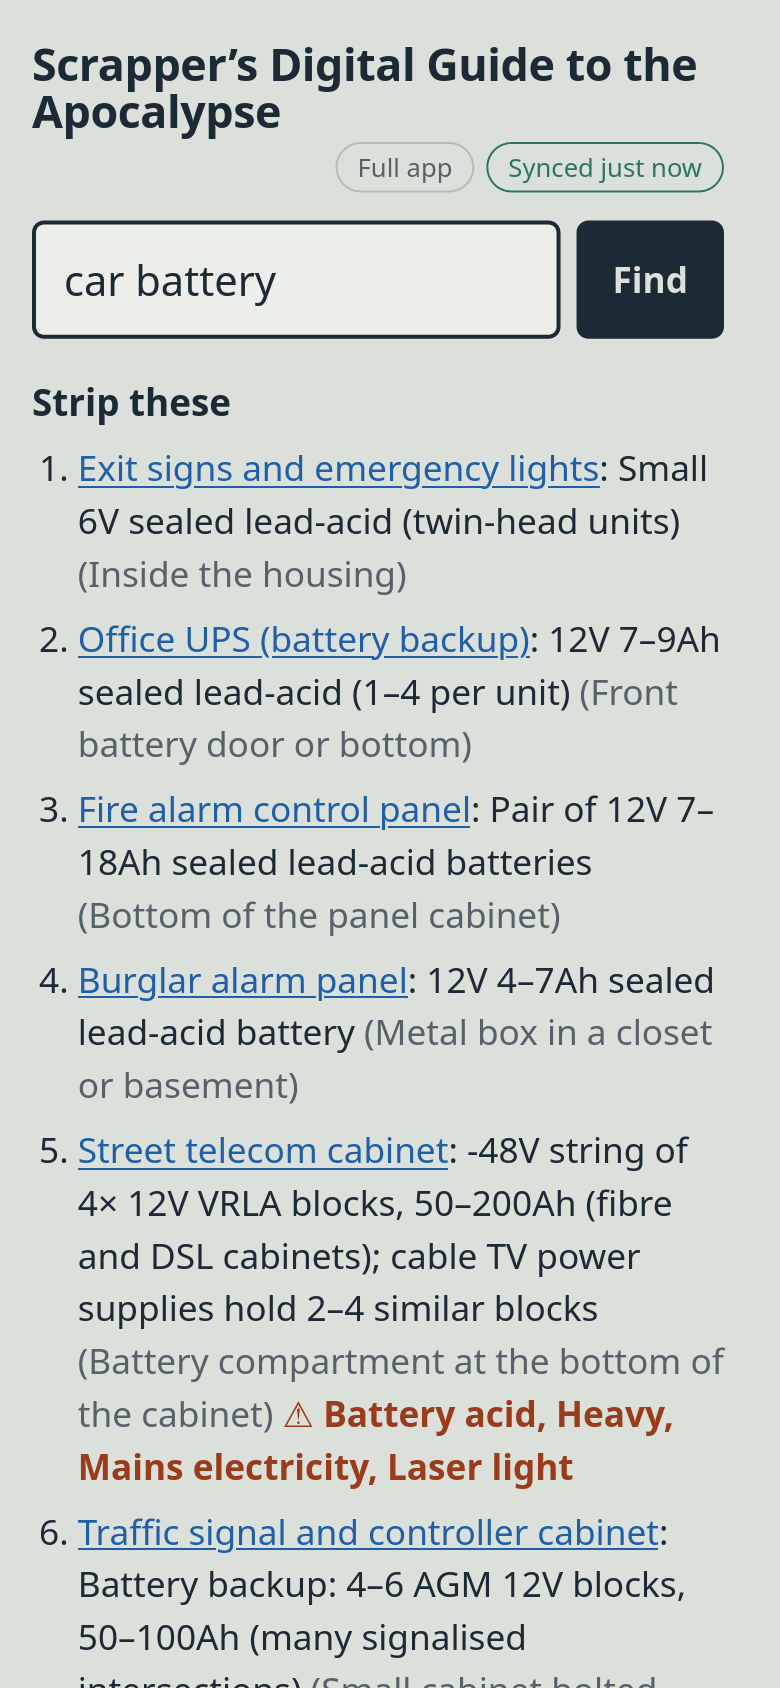 Scrapper’s Digital Guide to the
Apocalypse
Full app
Synced just now
car battery
Find
Strip these
1. Exit signs and emergency lights: Small
6V sealed lead-acid (twin-head units)
(Inside the housing)
2. Office UPS (battery backup): 12V 7–9Ah
sealed lead-acid (1–4 per unit) (Front
battery door or bottom)
3. Fire alarm control panel: Pair of 12V 7–
18Ah sealed lead-acid batteries
(Bottom of the panel cabinet)
4. Burglar alarm panel: 12V 4–7Ah sealed
lead-acid battery (Metal box in a closet
or basement)
5. Street telecom cabinet: -48V string of
4× 12V VRLA blocks, 50–200Ah (fibre
and DSL cabinets); cable TV power
supplies hold 2–4 similar blocks
(Battery compartment at the bottom of
the cabinet) ⚠ Battery acid, Heavy,
Mains electricity, Laser light
6. Traffic signal and controller cabinet:
Battery backup: 4–6 AGM 12V blocks,
50–100Ah (many signalised
intersections) (Small cabinet bolted